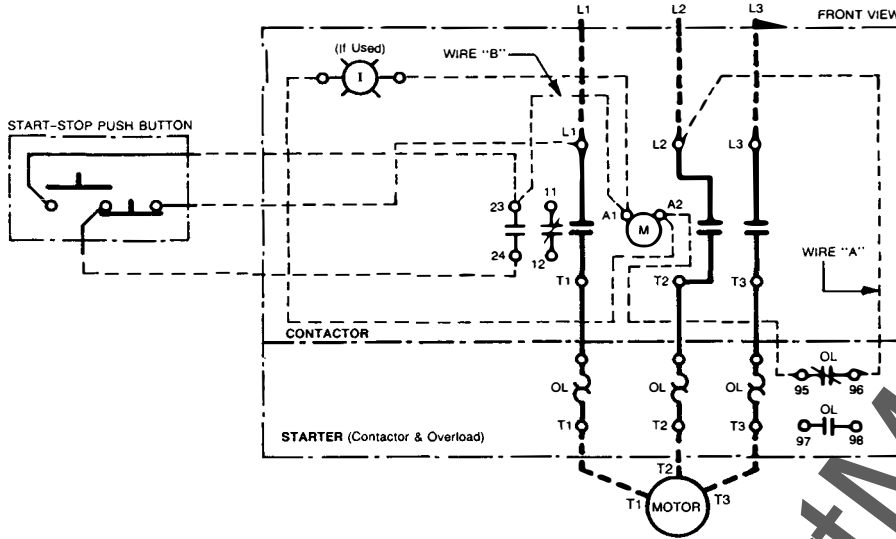 L1
L2
L3
FRONT VIEW
(If Used)
I
WIRE "B"
START-STOP PUSH BUTTON
L1
L2
L3
23
11
A1
A2
M
24
12
WIRE "A"
T1
T2
T3
CONTACTOR
OL
OL
OL
OL
95
96
OL
T1
T2
T3
97
98
STARTER (Contactor & Overload)
T2
T1
MOTOR
T3